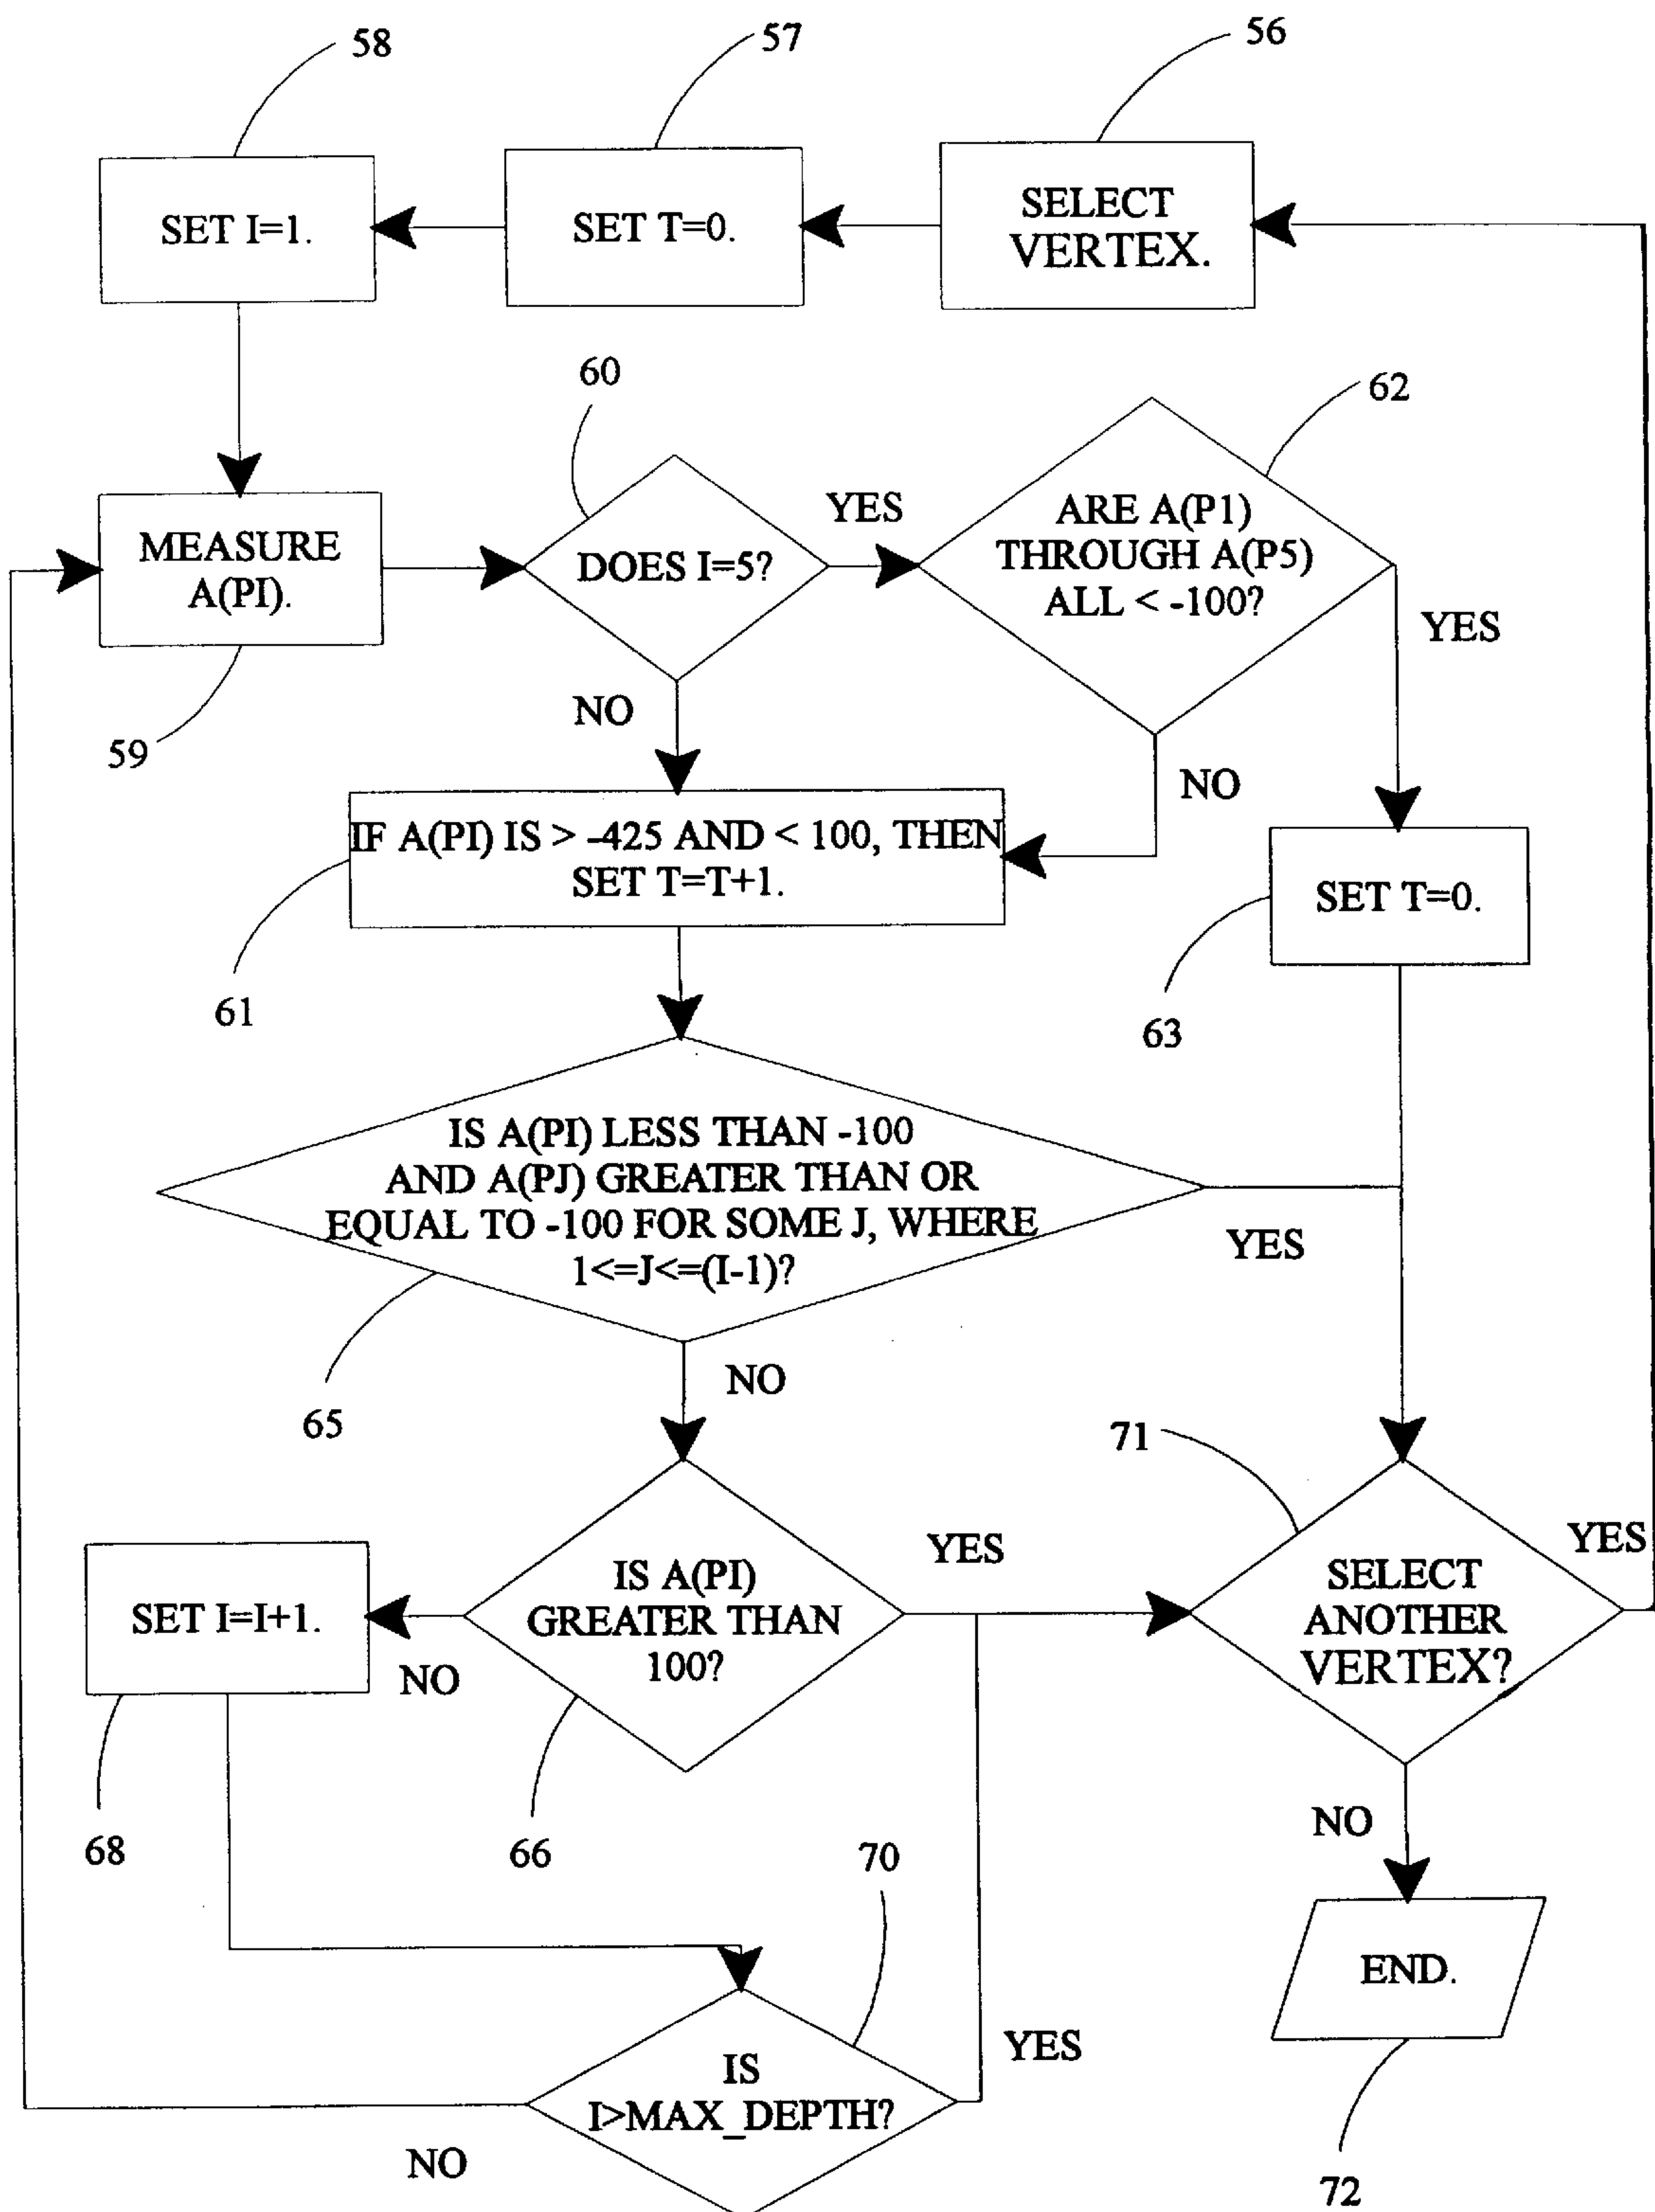 58
57
56
SET I=1.
SET T=0.
SELECT
VERTEX.
60
62
MEASURE
A(PI).
59
DOES I=5?
YES
NO
ARE A(P1)
THROUGH A(P5)
ALL < -100?
YES
NO
IF A(PI) IS > -425 AND < 100, THEN
SET T=T+1.
61
SET T=0.
63
IS A(PI) LESS THAN -100
AND A(PJ) GREATER THAN OR
EQUAL TO -100 FOR SOME J, WHERE
1<=J<=(I-1)?
YES
NO
65
71
SET I=I+1.
NO
68
IS A(PI)
GREATER THAN
100?
YES
66
SELECT
ANOTHER
VERTEX?
YES
NO
70
IS
I>MAX_DEPTH?
YES
NO
END.
72